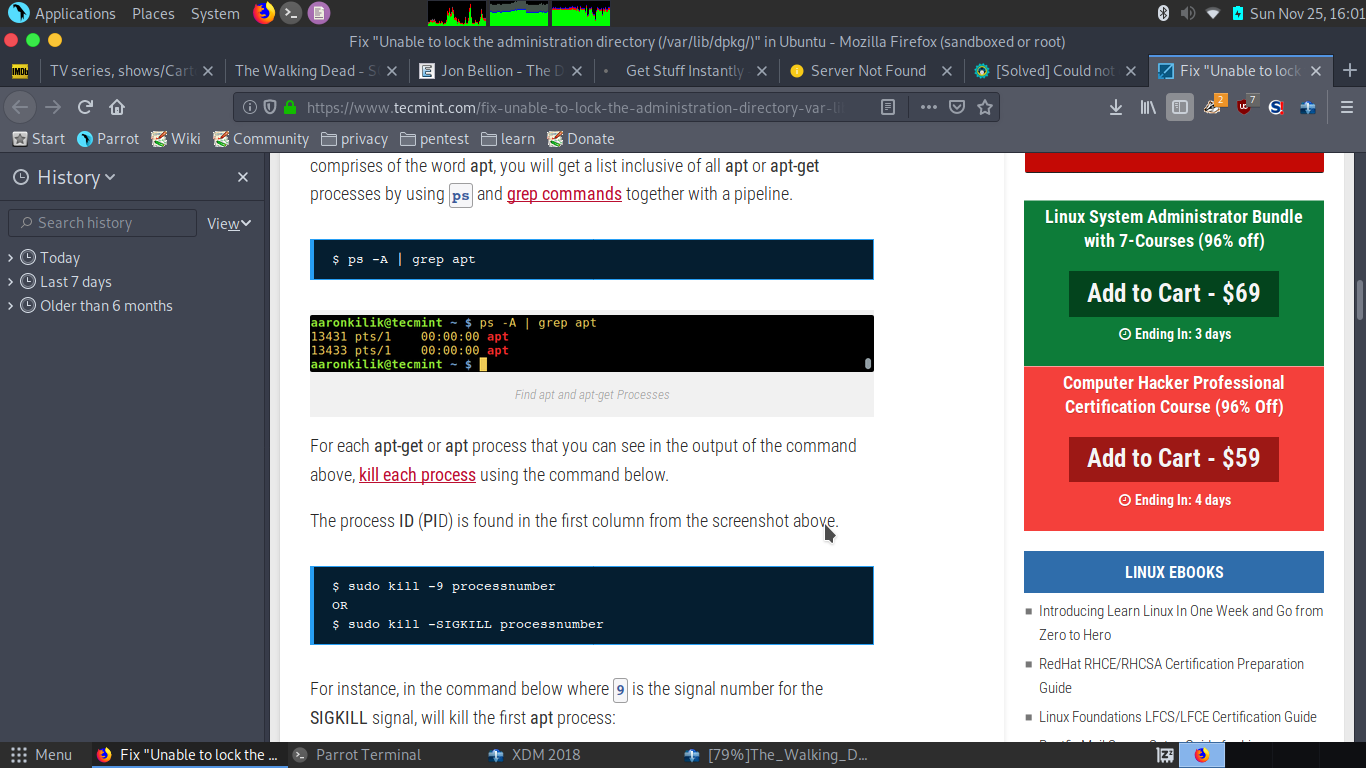 Applications Places System Sun Nov 25, 16:01
Fix "Unable to lock the administration directory (/var/lib/dpkg/)" in Ubuntu - Mozilla Firefox (sandboxed or root)
IMDb TV series, shows/Cart The Walking Dead - S Jon Bellion - The D Get Stuff Instantly Server Not Found [Solved] Could not Fix "Unable to lock
https://www.tecmint.com/fix-unable-to-lock-the-administration-directory-var-li 2 7
Start Parrot Wiki Community privacy pentest learn Donate
History
Search history View
Today
Last 7 days
Older than 6 months
comprises of the word apt, you will get a list inclusive of all apt or apt-get
processes by using ps and grep commands together with a pipeline.
$ ps -A | grep apt
aaronkilik@tecmint ~ $ ps -A | grep apt
13431 pts/1 00:00:00 apt
13433 pts/1 00:00:00 apt
aaronkilik@tecmint ~ $
Find apt and apt-get Processes
For each apt-get or apt process that you can see in the output of the command
above, kill each process using the command below.
The process ID (PID) is found in the first column from the screenshot above.
$ sudo kill -9 processnumber
OR
$ sudo kill -SIGKILL processnumber
For instance, in the command below where 9 is the signal number for the
SIGKILL signal, will kill the first apt process:
Linux System Administrator Bundle
with 7-Courses (96% off)
Add to Cart - $69
Ending In: 3 days
Computer Hacker Professional
Certification Course (96% Off)
Add to Cart - $59
Ending In: 4 days
LINUX EBOOKS
Introducing Learn Linux In One Week and Go from
Zero to Hero
RedHat RHCE/RHCSA Certification Preparation
Guide
Linux Foundations LFCS/LFCE Certification Guide
Menu Fix "Unable to lock the ... Parrot Terminal XDM 2018 [79%]The_Walking_D...